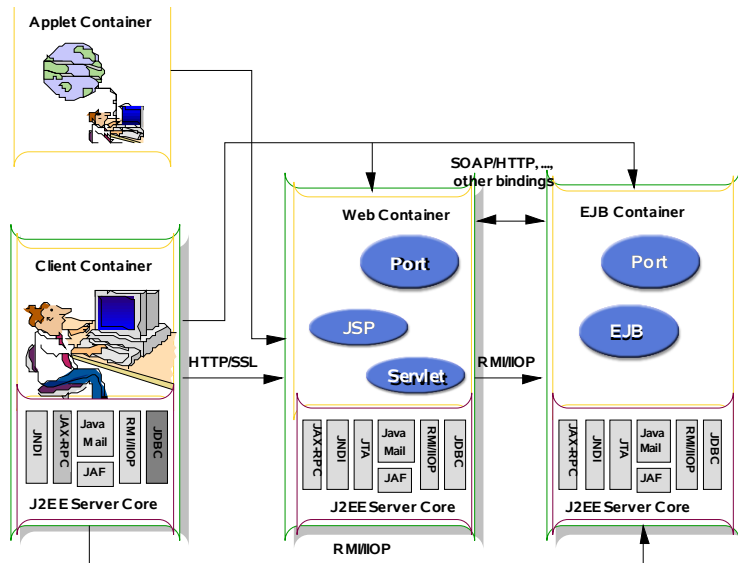 Applet Container
SOAP/HTTP, ...,
other bindings
Web Container
EJB Container
Client Container
Port
Port
JSP
EJB
HTTP/SSL
Servlet
RMI/IIOP
JNDI
JAX-RPC
Java
Mail
JAF
RMI/IIOP
JDBC
J2EE Server Core
JAX-RPC
JNDI
JTA
Java
Mail
JAF
RMI/IIOP
JDBC
J2EE Server Core
JAX-RPC
JNDI
JTA
Java
Mail
JAF
RMI/IIOP
JDBC
J2EE Server Core
RMI/IIOP